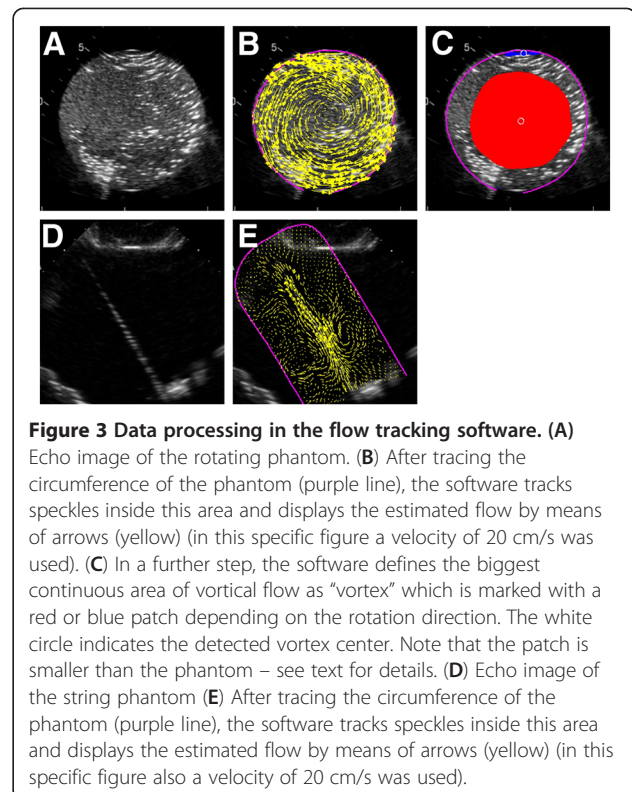 A B C
5
5
5
D E
Figure 3 Data processing in the flow tracking software. (A)
Echo image of the rotating phantom. (B) After tracing the
circumference of the phantom (purple line), the software tracks
speckles inside this area and displays the estimated flow by means
of arrows (yellow) (in this specific figure a velocity of 20 cm/s was
used). (C) In a further step, the software defines the biggest
continuous area of vortical flow as “vortex” which is marked with a
red or blue patch depending on the rotation direction. The white
circle indicates the detected vortex center. Note that the patch is
smaller than the phantom – see text for details. (D) Echo image of
the string phantom (E) After tracing the circumference of the
phantom (purple line), the software tracks speckles inside this area
and displays the estimated flow by means of arrows (yellow) (in this
specific figure also a velocity of 20 cm/s was used).